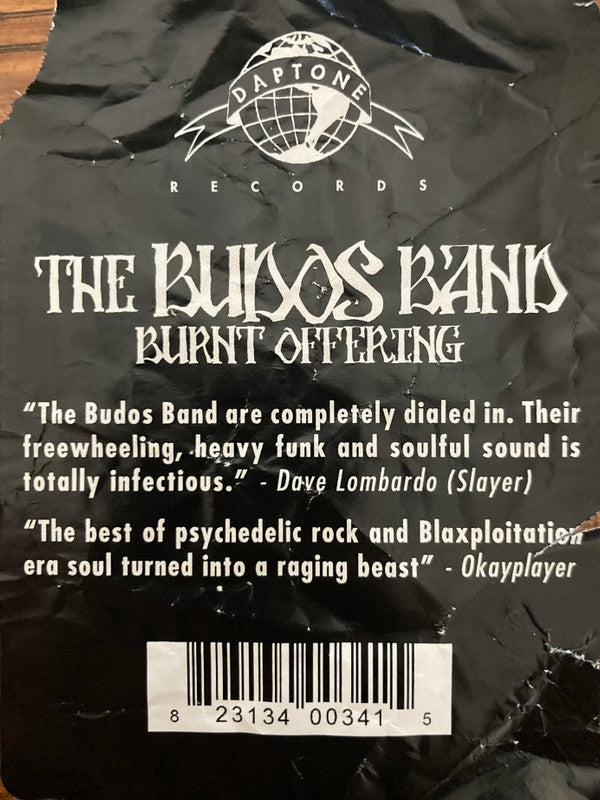 DAPTONE
RECORDS
THE BUDOS BAND
BURNT OFFERING
“The Budos Band are completely dialed in. Their
freewheeling, heavy funk and soulful sound is
totally infectious.” - Dave Lombardo (Slayer)
“The best of psychedelic rock and Blaxploitation
era soul turned into a raging beast” - Okayplayer
8 23134 00341 5